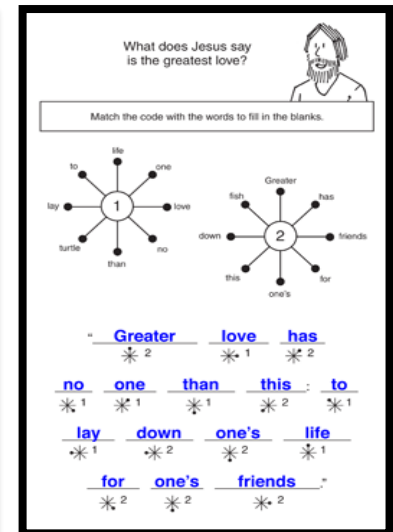 What does Jesus say
is the greatest love?
Match the code with the words to fill in the blanks.
life
to one
lay 1 love
turtle no
than
Greater
fish has
down 2 friends
this for
one's
" Greater love has
2 1 2
no one than this : to
1 1 1 2 1
lay down one's life
1 2 2 1
for one's friends ."
2 2 2